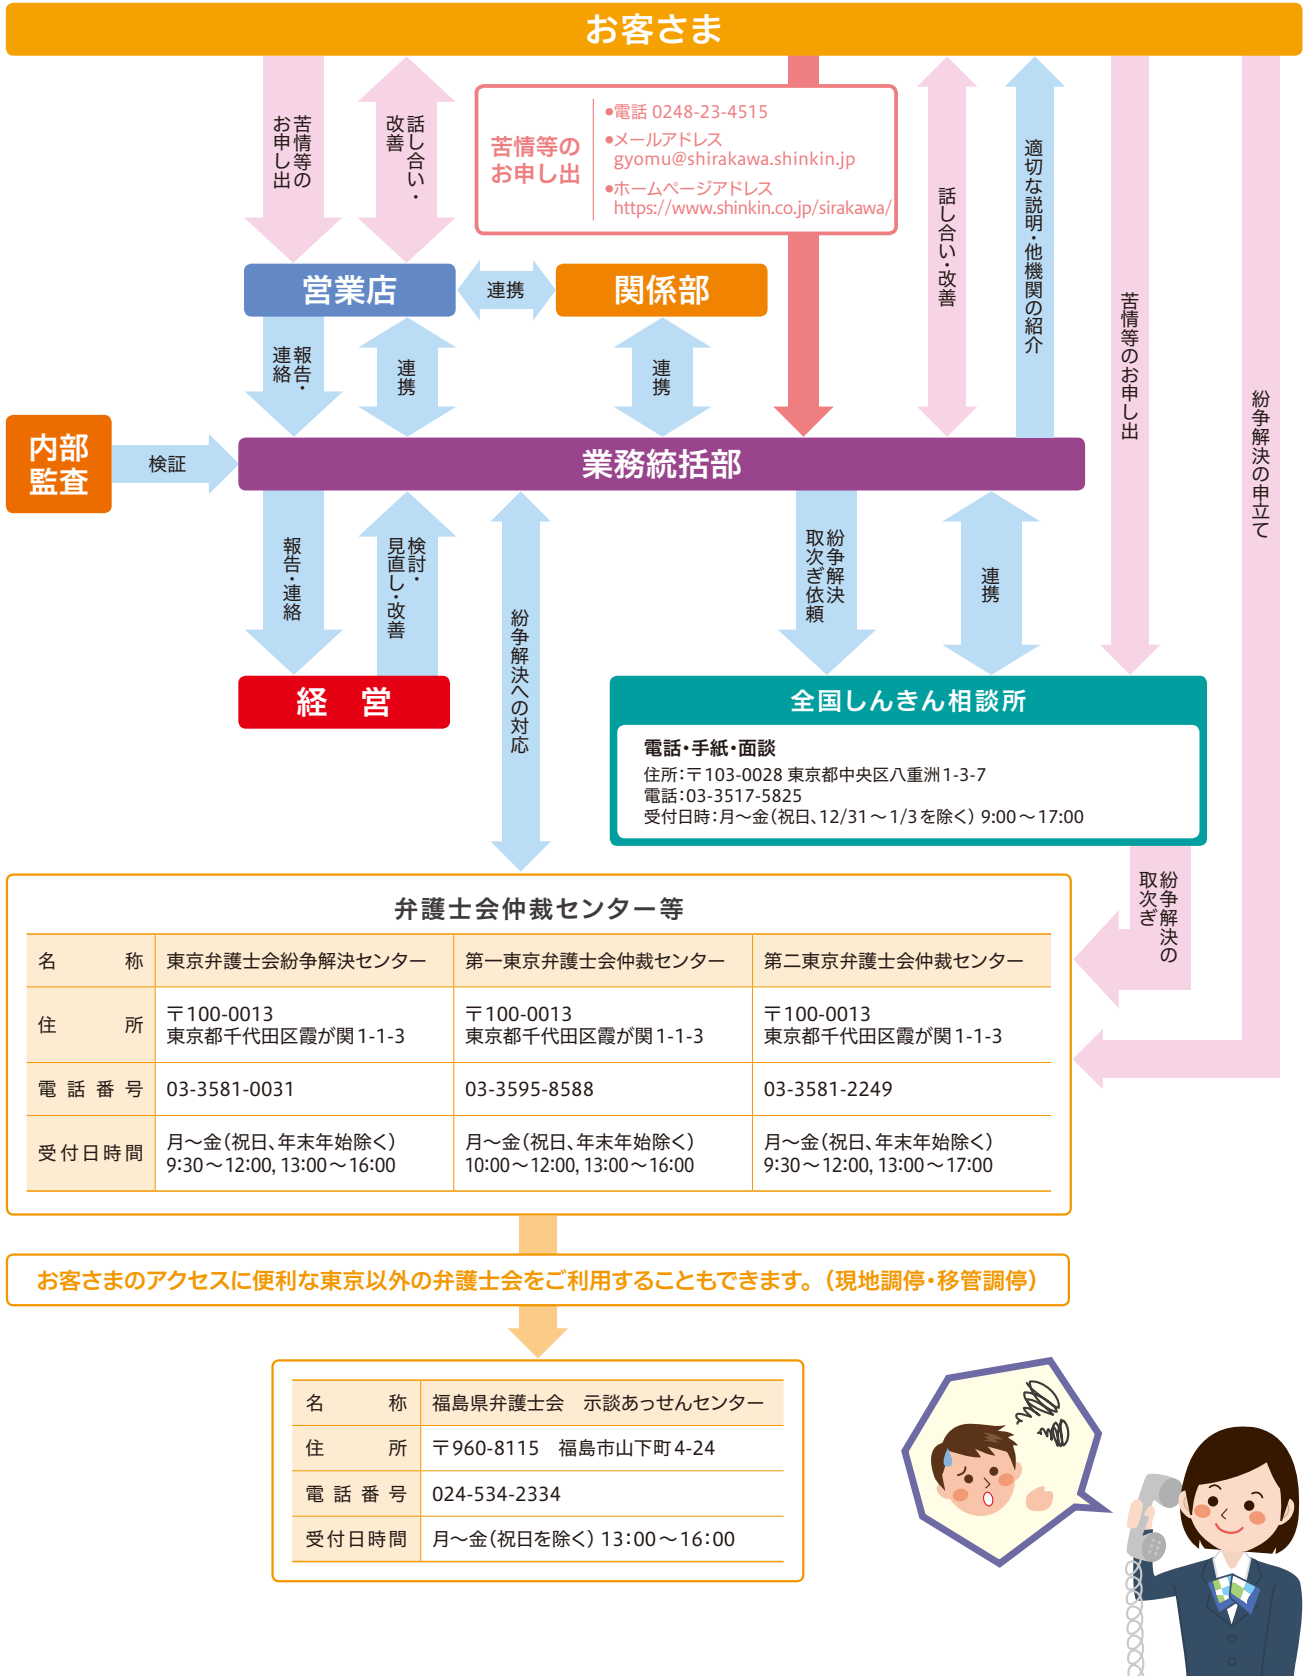 お客さま
苦情等の
お申し出
話し合い・
改善
苦情等の
お申し出
●電話 0248-23-4515
●メールアドレス
gyomu@shirakawa.shinkin.jp
●ホームページアドレス
https://www.shinkin.co.jp/sirakawa/
話し合い・改善
適切な説明・他機関の紹介
苦情等のお申し出
紛争解決の申立て
営業店
連携
関係部
報告・
連絡
連携
連携
内部
監査
検証
業務統括部
報告・連絡
検討・
見直し・改善
紛争解決への対応
紛争解決
取次ぎ依頼
連携
経 営
全国しんきん相談所
電話・手紙・面談
住所：〒103-0028 東京都中央区八重洲1-3-7
電話：03-3517-5825
受付日時：月～金（祝日、12/31～1/3を除く） 9:00～17:00
紛争解決の
取次ぎ
弁護士会仲裁センター等
名称 東京弁護士会紛争解決センター 第一東京弁護士会仲裁センター 第二東京弁護士会仲裁センター
住所 〒100-0013 〒100-0013 〒100-0013
東京都千代田区霞が関1-1-3 東京都千代田区霞が関1-1-3 東京都千代田区霞が関1-1-3
電話番号 03-3581-0031 03-3595-8588 03-3581-2249
受付日時間 月～金（祝日、年末年始除く） 月～金（祝日、年末年始除く） 月～金（祝日、年末年始除く）
9:30～12:00, 13:00～16:00 10:00～12:00, 13:00～16:00 9:30～12:00, 13:00～17:00
お客さまのアクセスに便利な東京以外の弁護士会をご利用することもできます。（現地調停・移管調停）
名称 福島県弁護士会 示談あっせんセンター
住所 〒960-8115 福島市山下町4-24
電話番号 024-534-2334
受付日時間 月～金（祝日を除く） 13：00～16：00